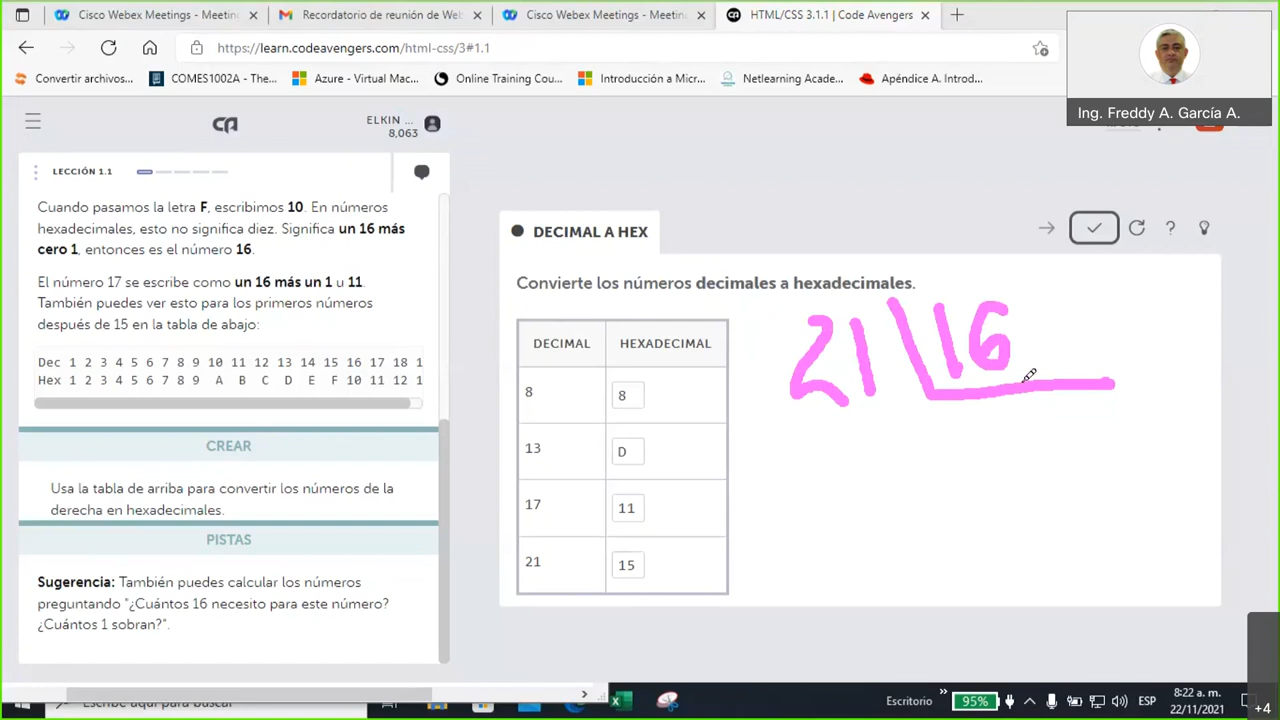 Cisco Webex Meetings - Meetin
Recordatorio de reunión de Web
Cisco Webex Meetings - Meetin
HTML/CSS 3.1.1 | Code Avengers
https://learn.codeavengers.com/html-css/3#1.1
Convertir archivos...
COMES1002A - The...
Azure - Virtual Mac...
Online Training Cou...
Introducción a Micr...
Netlearning Acade...
Apéndice A. Introd...
Ing. Freddy A. García A.
ELKIN ...
8,063
LECCIÓN 1.1
Cuando pasamos la letra F, escribimos 10. En números
hexadecimales, esto no significa diez. Significa un 16 más
cero 1, entonces es el número 16.
El número 17 se escribe como un 16 más un 1 u 11.
También puedes ver esto para los primeros números
después de 15 en la tabla de abajo:
Dec 1 2 3 4 5 6 7 8 9 10 11 12 13 14 15 16 17 18 1
Hex 1 2 3 4 5 6 7 8 9 A B C D E F 10 11 12 1
CREAR
Usa la tabla de arriba para convertir los números de la
derecha en hexadecimales.
PISTAS
Sugerencia: También puedes calcular los números
preguntando "¿Cuántos 16 necesito para este número?
¿Cuántos 1 sobran?".
DECIMAL A HEX
Convierte los números decimales a hexadecimales.
DECIMAL HEXADECIMAL
8 8
13 D
17 11
21 15
21 16
Escribe aquí para buscar
Escritorio
95%
ESP
8:22 a. m.
22/11/2021
+4